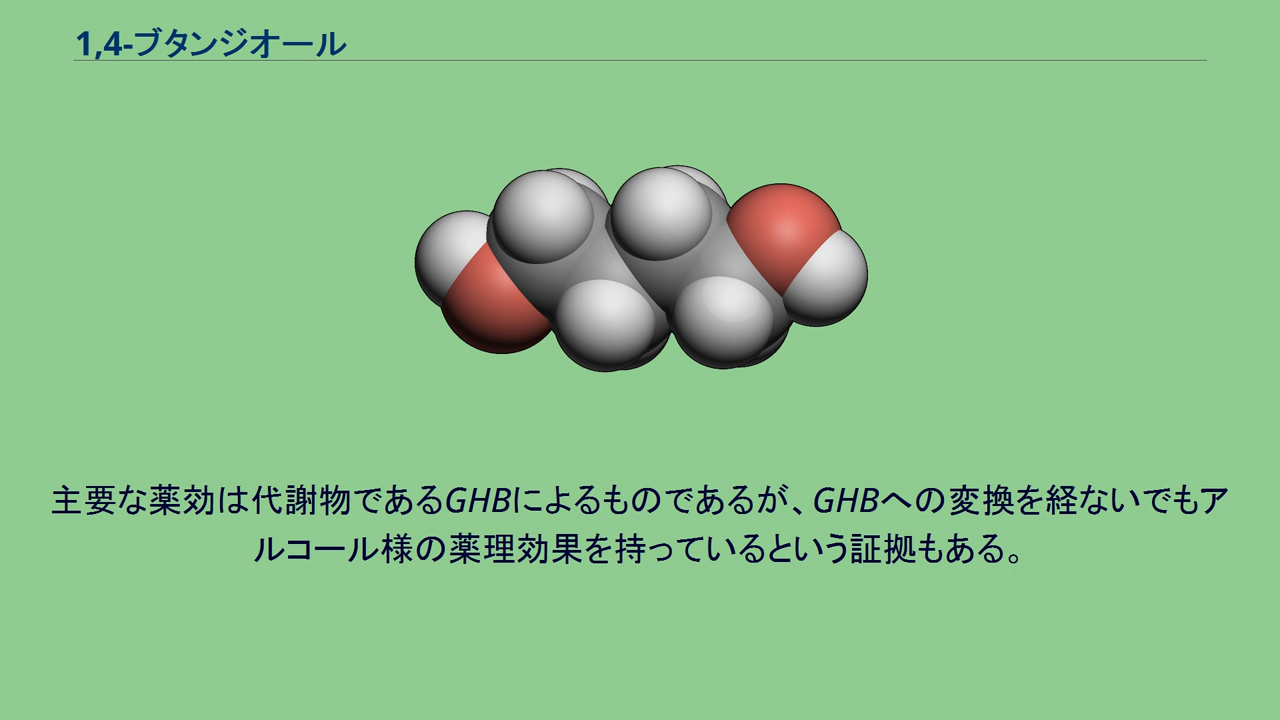 1,4-ブタンジオール
主要な薬効は代謝物であるGHBによるものであるが、GHBへの変換を経ないでもア
ルコール様の薬理効果を持っているという証拠もある。